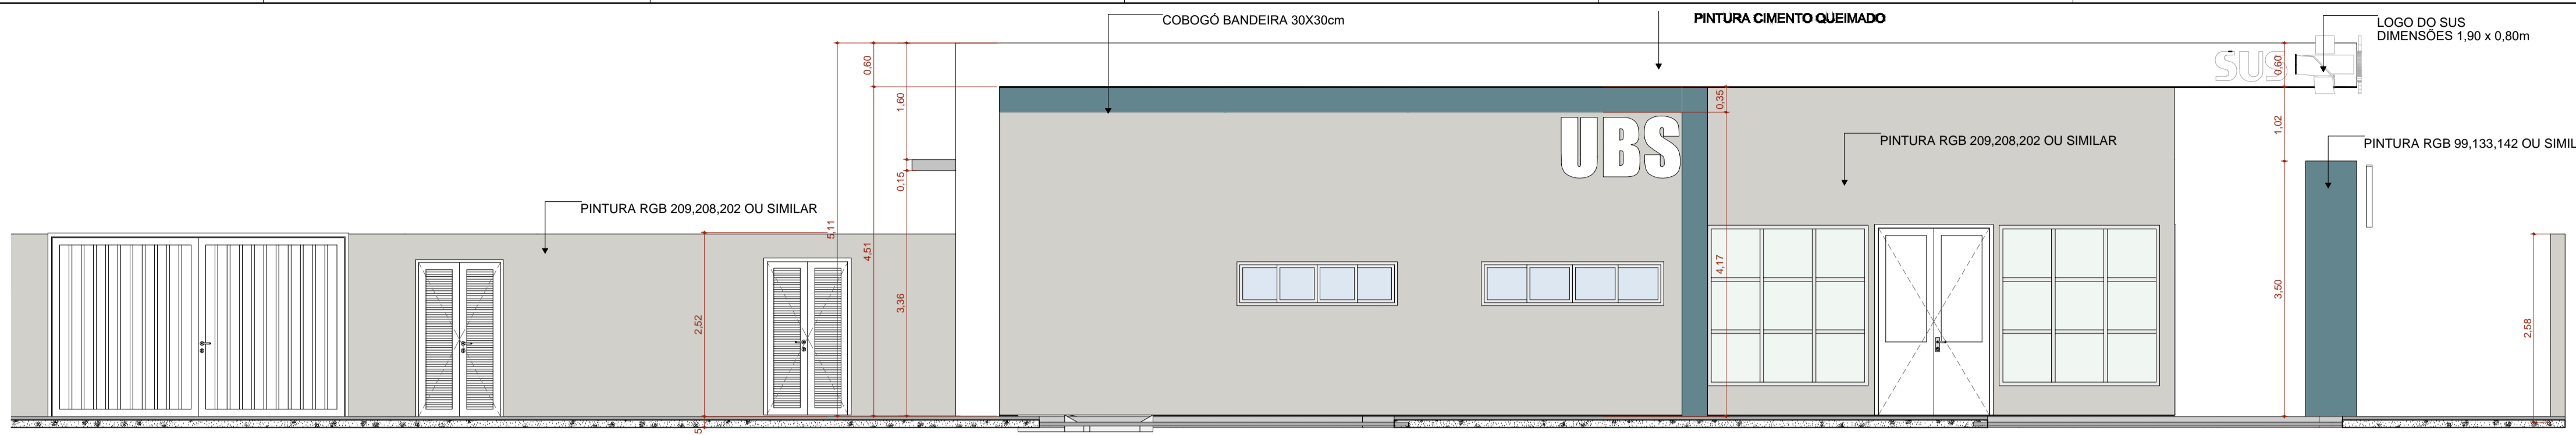 COBOGÓ BANDEIRA 30X30cm
PINTURA CIMENTO QUEIMADO
LOGO DO SUS
DIMENSÕES 1,90 x 0,80m
SUS
0,60
0,60
1,60
0,35
1,02
UBS
PINTURA RGB 209,208,202 OU SIMILAR
PINTURA RGB 99,133,142 OU SIMIL
0,15
PINTURA RGB 209,208,202 OU SIMILAR
5,11
4,51
4,17
3,36
3,50
2,52
2,58
5